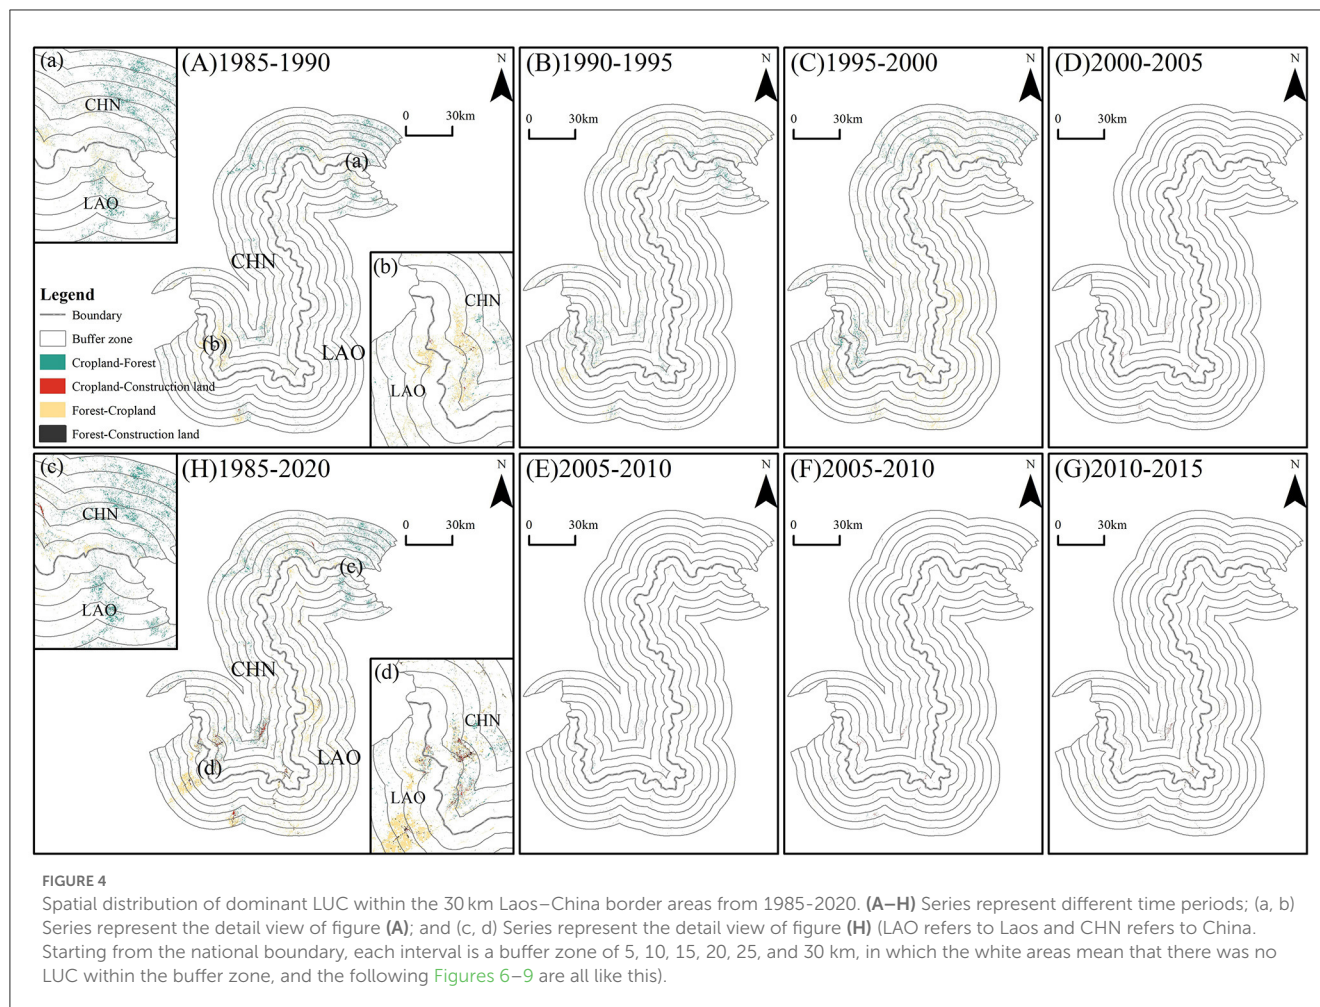 (a)
CHN
LAO
(A)1985-1990
N
0 30km
(a)
CHN
(b)
LAO
(b)
CHN
LAO
Legend
Boundary
Buffer zone
Cropland-Forest
Cropland-Construction land
Forest-Cropland
Forest-Construction land
(B)1990-1995
N
0 30km
(C)1995-2000
N
0 30km
(D)2000-2005
N
0 30km
(c)
CHN
LAO
(H)1985-2020
N
0 30km
(c)
CHN
(d)
LAO
(d)
CHN
LAO
(E)2005-2010
N
0 30km
(F)2005-2010
N
0 30km
(G)2010-2015
N
0 30km
FIGURE 4
Spatial distribution of dominant LUC within the 30 km Laos–China border areas from 1985-2020. (A–H) Series represent different time periods; (a, b)
Series represent the detail view of figure (A); and (c, d) Series represent the detail view of figure (H) (LAO refers to Laos and CHN refers to China.
Starting from the national boundary, each interval is a buffer zone of 5, 10, 15, 20, 25, and 30 km, in which the white areas mean that there was no
LUC within the buffer zone, and the following Figures 6–9 are all like this).